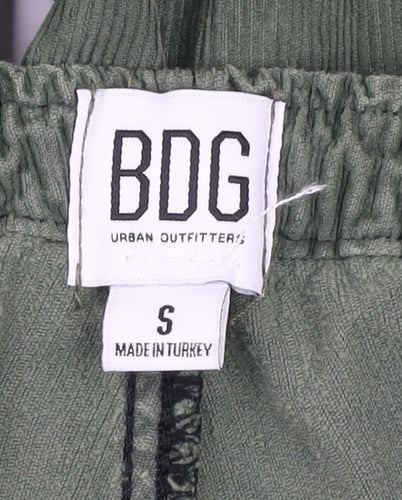 BDG
URBAN OUTFITTERS
S
MADE IN TURKEY